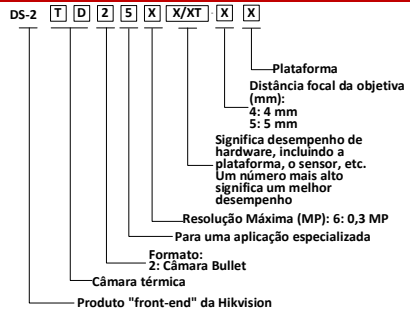 DS-2 T D 2 5 X X/XT - X X
Plataforma
Distância focal da objetiva
(mm):
4: 4 mm
5: 5 mm
Significa desempenho de
hardware, incluindo a
plataforma, o sensor, etc.
Um número mais alto
significa um melhor
desempenho
Resolução Máxima (MP): 6: 0,3 MP
Para uma aplicação especializada
Formato:
2: Câmara Bullet
Câmara térmica
Produto "front-end" da Hikvision